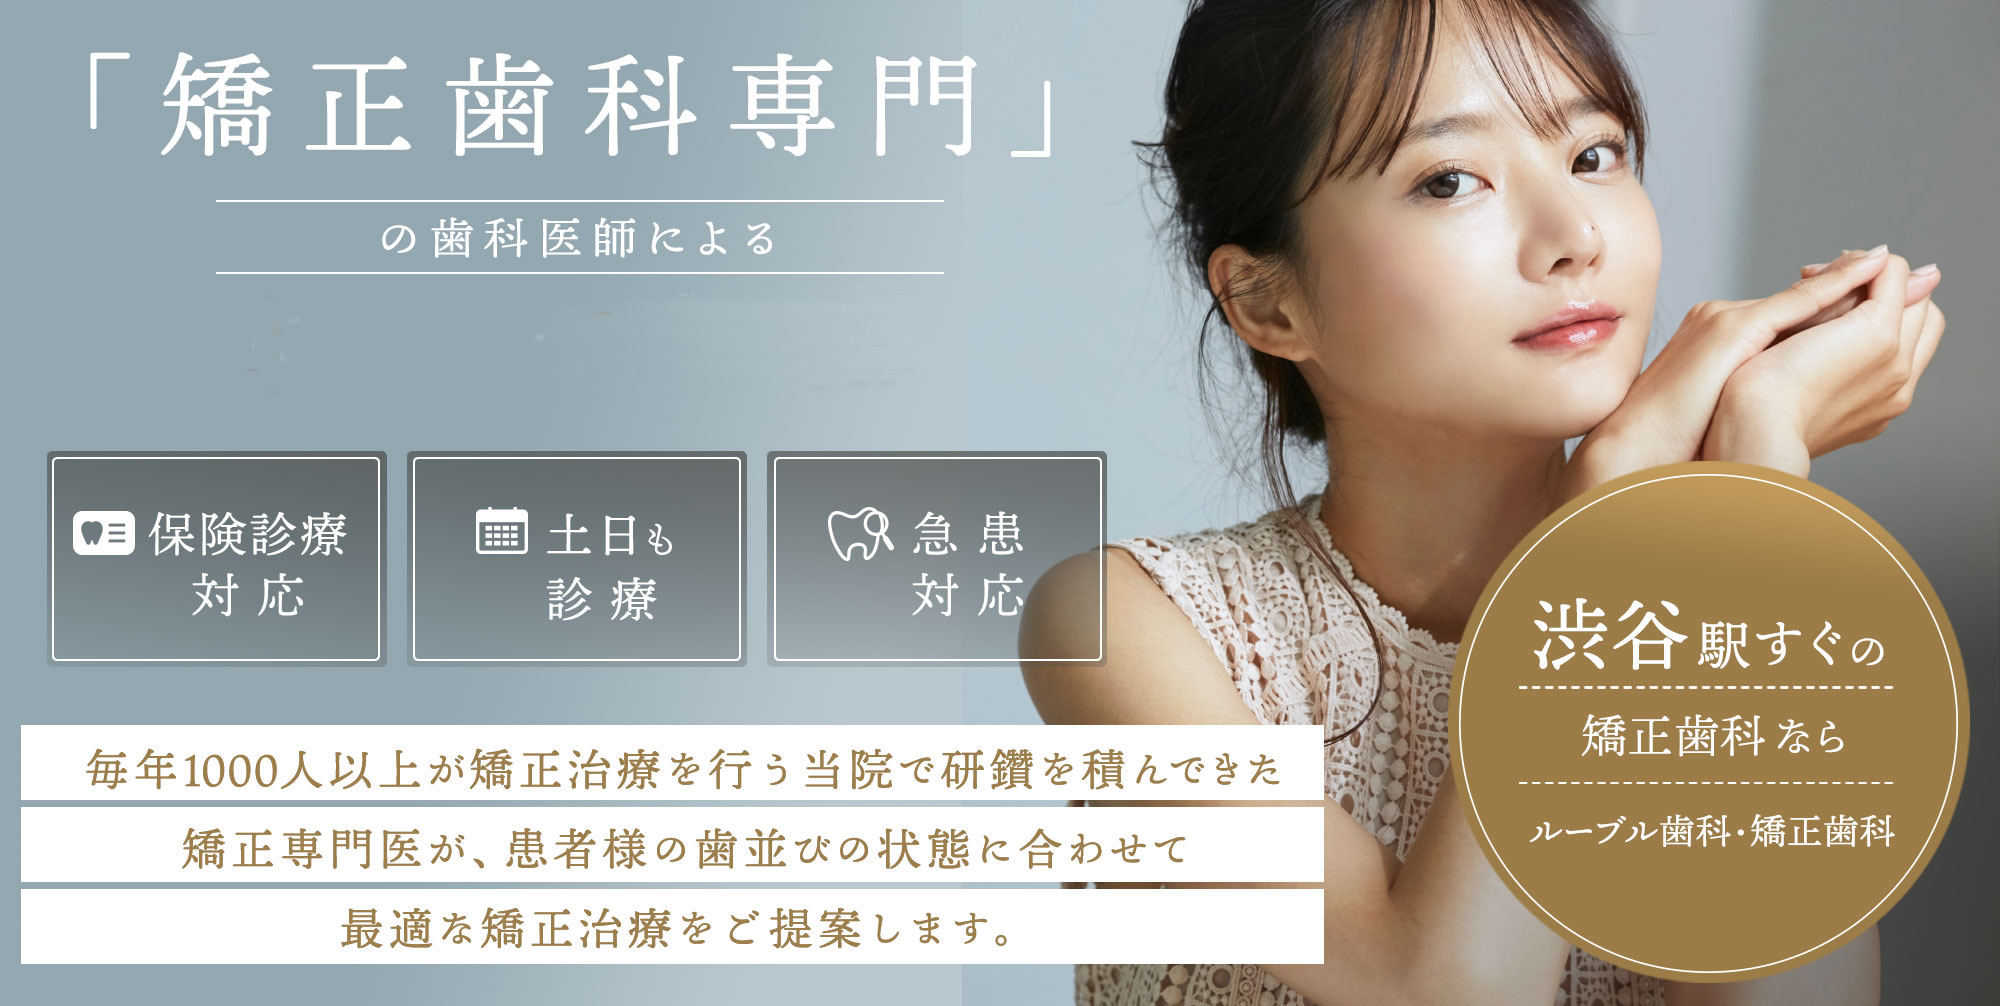 「矯正歯科専門」
の歯科医師による
保険診療
対応
土日も
診療
急患
対応
毎年1000人以上が矯正治療を行う当院で研鑽を積んできた
矯正専門医が、患者様の歯並びの状態に合わせて
最適な矯正治療をご提案します。
渋谷駅すぐの
矯正歯科なら
ルーブル歯科・矯正歯科